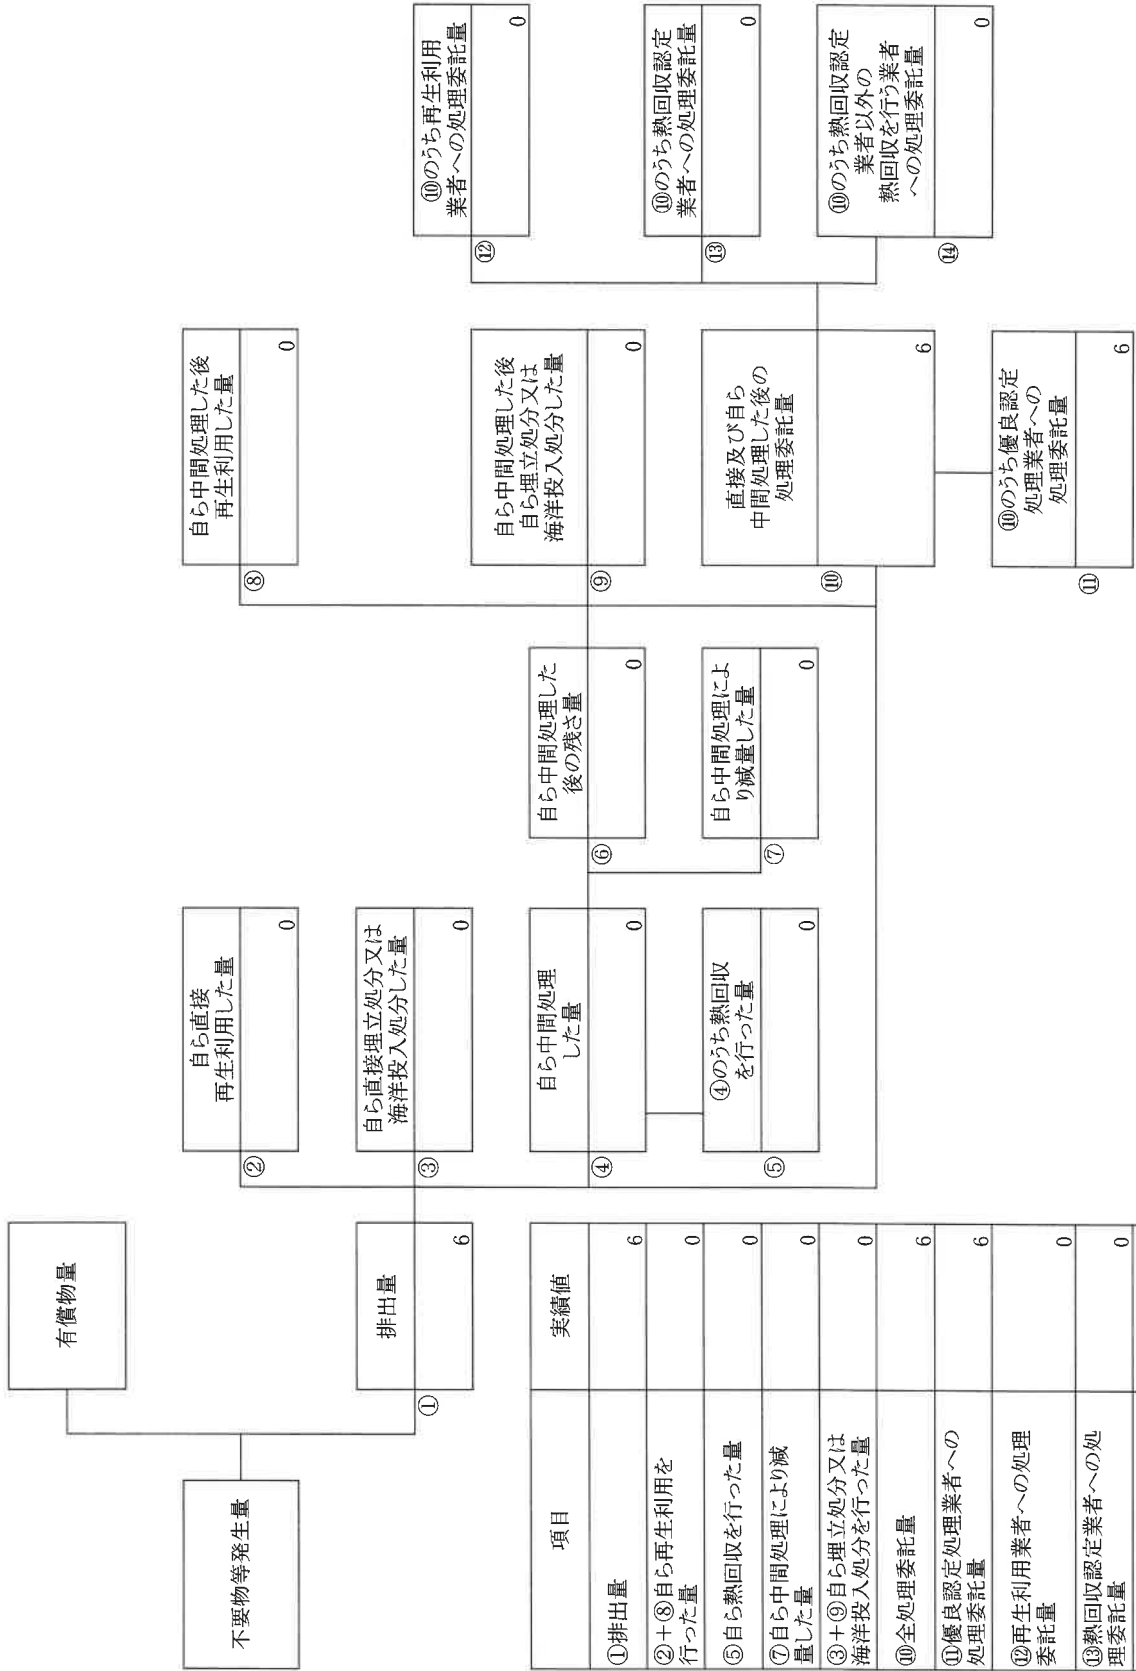 不要物等発生量
有償物量
①
排出量
6
②
自ら直接
再生利用した量
0
③
自ら直接埋立処分又は
海洋投入処分した量
0
④
自ら中間処理
した量
0
⑤
④のうち熱回収
を行った量
0
⑥
自ら中間処理した
後の残さ量
0
⑦
自ら中間処理によ
り減量した量
0
⑧
自ら中間処理した後
再生利用した量
0
⑨
自ら中間処理した後
自ら埋立処分又は
海洋投入処分した量
0
⑩
直接及び自ら
中間処理した後の
処理委託量
6
⑪
⑩のうち優良認定
処理業者への
処理委託量
6
⑫
⑩のうち再生利用
業者への処理委託量
0
⑬
⑩のうち熱回収認定
業者への処理委託量
0
⑭
⑩のうち熱回収認定
業者以外の
熱回収を行う業者
への処理委託量
0
項目 実績値
①排出量 6
②+⑧自ら再生利用を
行った量 0
⑤自ら熱回収を行った量 0
⑦自ら中間処理により減
量した量 0
③+⑨自ら埋立処分又は
海洋投入処分を行った量 0
⑩全処理委託量 6
⑪優良認定処理業者への
処理委託量 6
⑫再生利用業者への処理
委託量 0
⑬熱回収認定業者への処
理委託量 0